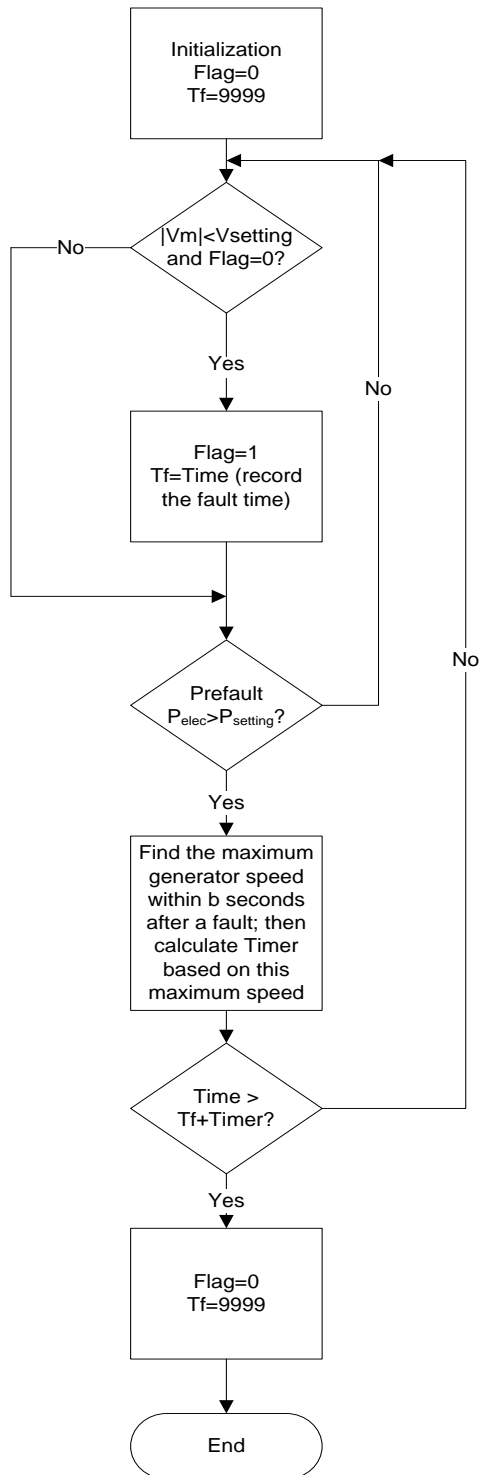 Initialization
Flag=0
Tf=9999
|Vm|<Vsetting
and Flag=0?
No
Yes
No
Flag=1
Tf=Time (record
the fault time)
No
Prefault
Pelec>Psetting?
Yes
Find the maximum
generator speed
within b seconds
after a fault; then
calculate Timer
based on this
maximum speed
Time >
Tf+Timer?
Yes
Flag=0
Tf=9999
End